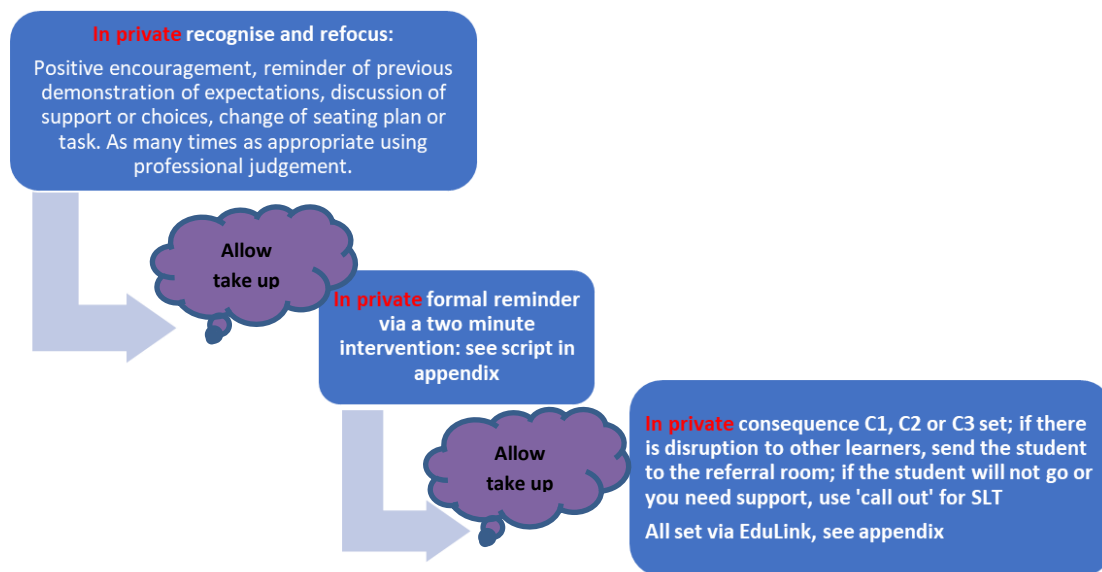 In private recognise and refocus:
Positive encouragement, reminder of previous
demonstration of expectations, discussion of
support or choices, change of seating plan or
task. As many times as appropriate using
professional judgement.
Allow
take up
In private formal reminder
via a two minute
intervention: see script in
appendix
Allow
take up
In private consequence C1, C2 or C3 set; if there
is disruption to other learners, send the student
to the referral room; if the student will not go or
you need support, use 'call out' for SLT
All set via EduLink, see appendix